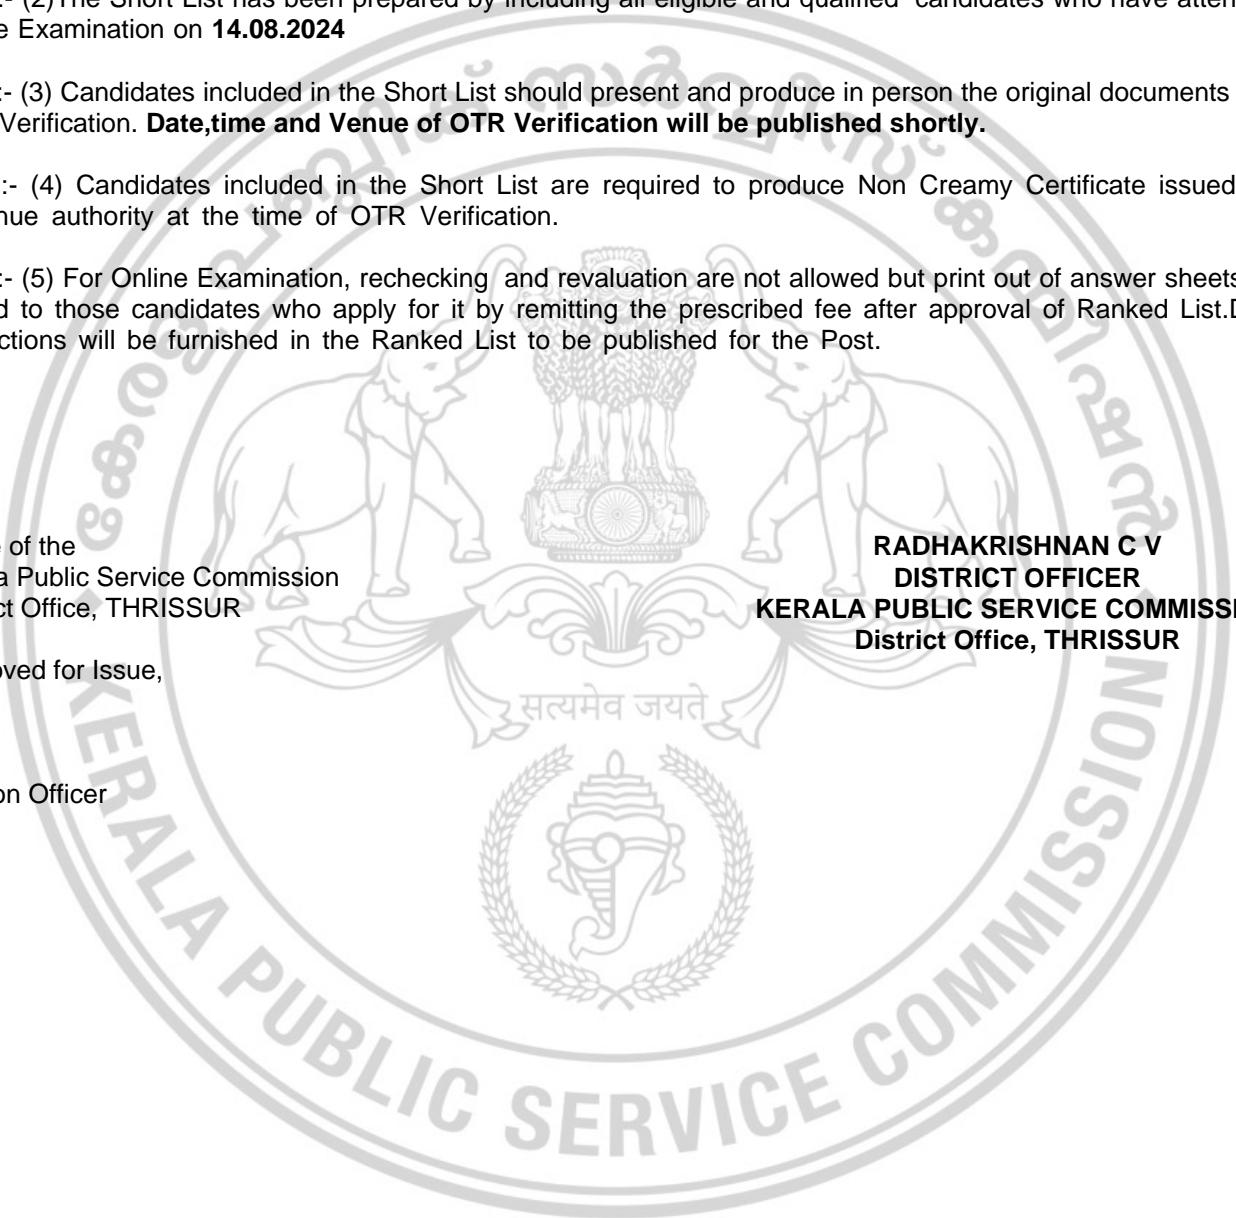 :- (2)The Short List has been prepared by including all eligible and qualified candidates who have atten
e Examination on 14.08.2024
:- (3) Candidates included in the Short List should present and produce in person the original documents
Verification. Date,time and Venue of OTR Verification will be published shortly.
:- (4) Candidates included in the Short List are required to produce Non Creamy Certificate issued
nue authority at the time of OTR Verification.
:- (5) For Online Examination, rechecking and revaluation are not allowed but print out of answer sheets
d to those candidates who apply for it by remitting the prescribed fee after approval of Ranked List.D
ctions will be furnished in the Ranked List to be published for the Post.
e of the
a Public Service Commission
ct Office, THRISSUR
RADHAKRISHNAN C V
DISTRICT OFFICER
KERALA PUBLIC SERVICE COMMISSI
District Office, THRISSUR
oved for Issue,
on Officer
കേരള പബ്ലിക് സർവ്വീസ് കമ്മീഷൻ
सत्यमेव जयते
KERALA PUBLIC SERVICE COMMISSION